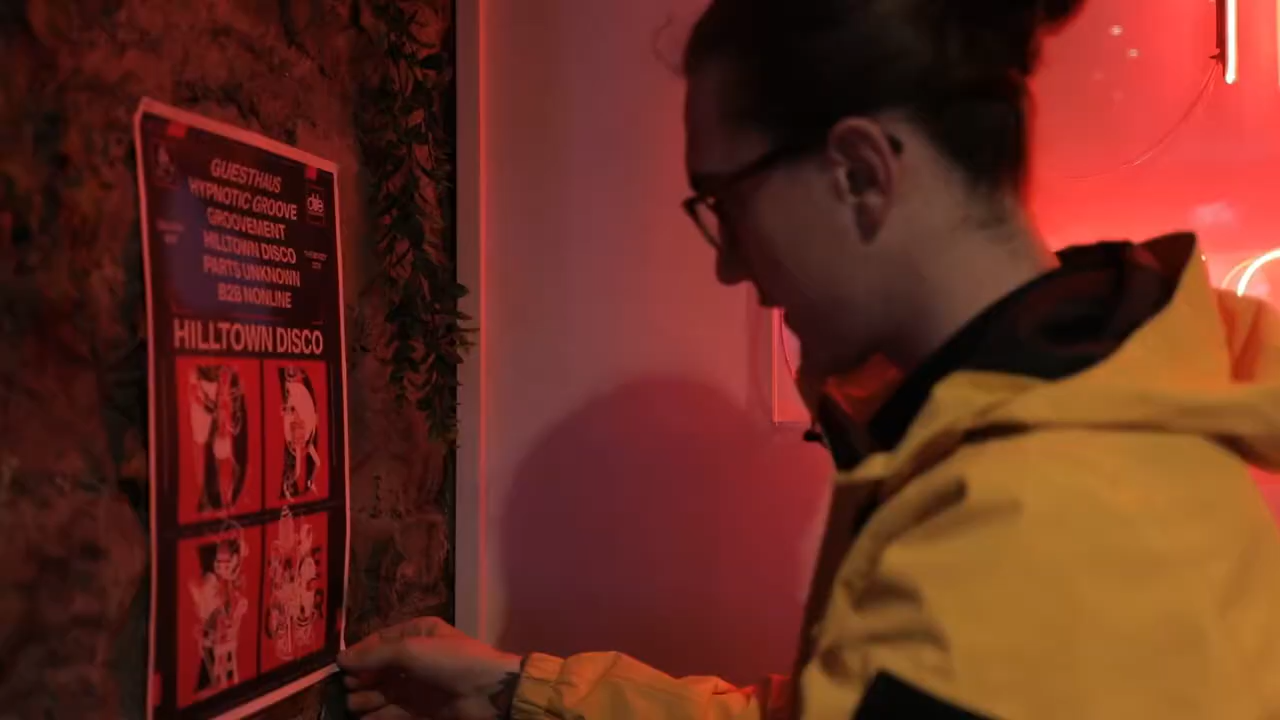 GUESTHAUS
HYPNOTIC GROOVE
GROOVEMENT
HILLTOWN DISCO
PARTS UNKNOWN
B2B NONLINE
HILLTOWN DISCO